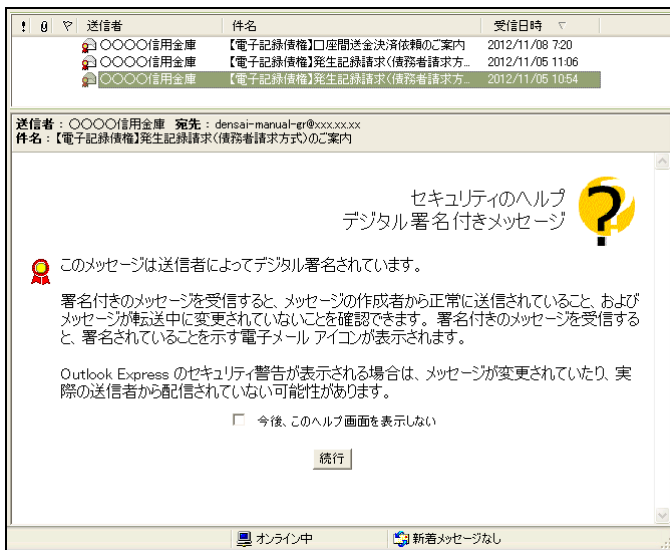 ! 送信者 件名 受信日時
〇〇〇〇信用金庫 【電子記録債権】口座間送金決済依頼のご案内 2012/11/08 7:20
〇〇〇〇信用金庫 【電子記録債権】発生記録請求(債務者請求方... 2012/11/05 11:06
〇〇〇〇信用金庫 【電子記録債権】発生記録請求(債務者請求方... 2012/11/05 10:54
送信者: 〇〇〇〇信用金庫 宛先: densai-manual-gr@xxx.xx.xx
件名:【電子記録債権】発生記録請求(債務者請求方式)のご案内
セキュリティのヘルプ
デジタル署名付きメッセージ
このメッセージは送信者によってデジタル署名されています。
署名付きのメッセージを受信すると、メッセージの作成者から正常に送信されていること、および
メッセージが転送中に変更されていないことを確認できます。署名付きのメッセージを受信する
と、署名されていることを示す電子メール アイコンが表示されます。
Outlook Express のセキュリティ警告が表示される場合は、メッセージが変更されていたり、実
際の送信者から配信されていない可能性があります。
今後、このヘルプ画面を表示しない
続行
オンライン中 新着メッセージなし